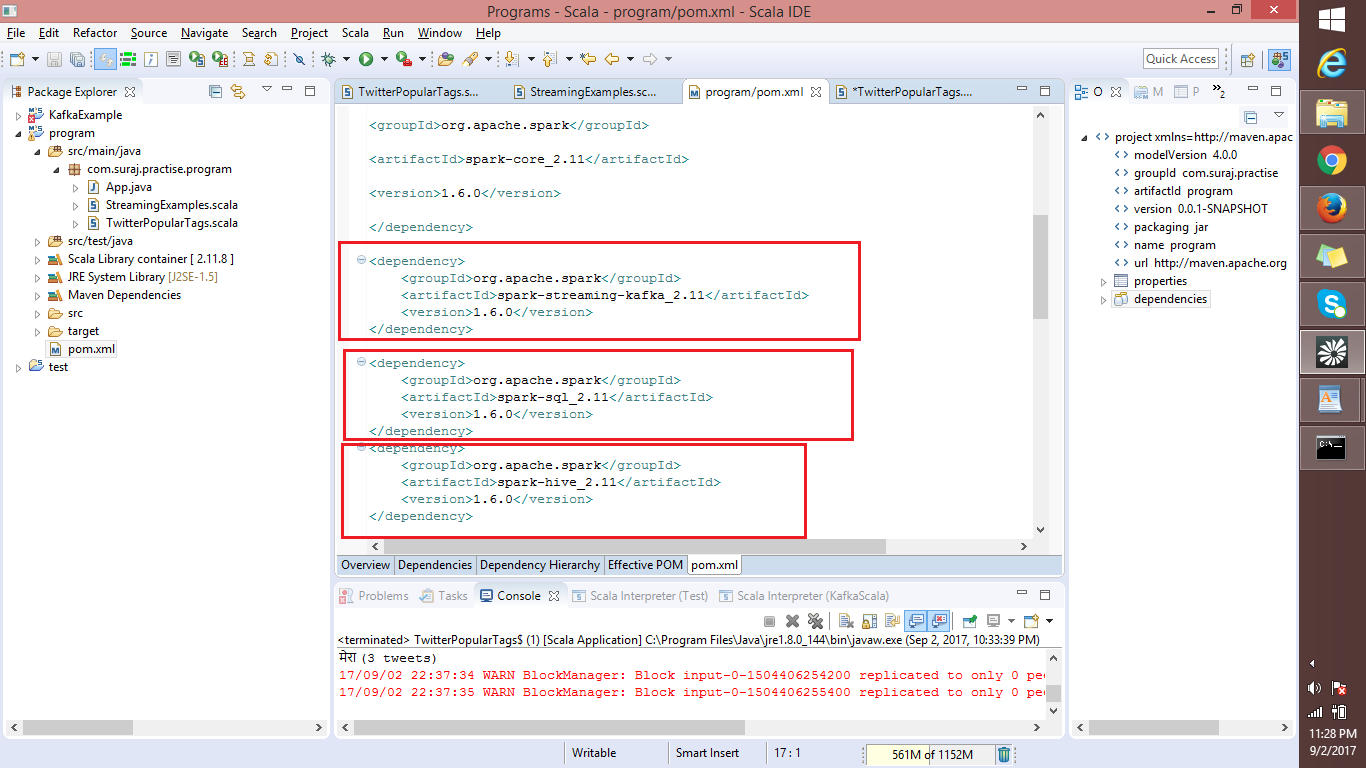 Programs - Scala - program/pom.xml - Scala IDE
File Edit Refactor Source Navigate Search Project Scala Run Window Help
Quick Access
Package Explorer
KafkaExample
program
src/main/java
com.suraj.practise.program
App.java
StreamingExamples.scala
TwitterPopularTags.scala
src/test/java
Scala Library container [ 2.11.8 ]
JRE System Library [J2SE-1.5]
Maven Dependencies
src
target
pom.xml
test
TwitterPopularTags.s... StreamingExamples.sc... program/pom.xml *TwitterPopularTags....
<groupId>org.apache.spark</groupId>
<artifactId>spark-core_2.11</artifactId>
<version>1.6.0</version>
</dependency>
<dependency>
<groupId>org.apache.spark</groupId>
<artifactId>spark-streaming-kafka_2.11</artifactId>
<version>1.6.0</version>
</dependency>
<dependency>
<groupId>org.apache.spark</groupId>
<artifactId>spark-sql_2.11</artifactId>
<version>1.6.0</version>
</dependency>
<dependency>
<groupId>org.apache.spark</groupId>
<artifactId>spark-hive_2.11</artifactId>
<version>1.6.0</version>
</dependency>
Overview Dependencies Dependency Hierarchy Effective POM pom.xml
O M P »2
project xmlns=http://maven.apac
modelVersion 4.0.0
groupId com.suraj.practise
artifactId program
version 0.0.1-SNAPSHOT
packaging jar
name program
url http://maven.apache.org
properties
dependencies
Problems Tasks Console Scala Interpreter (Test) Scala Interpreter (KafkaScala)
<terminated> TwitterPopularTags$ (1) [Scala Application] C:\Program Files\Java\jre1.8.0_144\bin\javaw.exe (Sep 2, 2017, 10:33:39 PM)
मेरा (3 tweets)
17/09/02 22:37:34 WARN BlockManager: Block input-0-1504406254200 replicated to only 0 pee
17/09/02 22:37:35 WARN BlockManager: Block input-0-1504406255400 replicated to only 0 pee
Writable Smart Insert 17 : 1 561M of 1152M
11:28 PM
9/2/2017